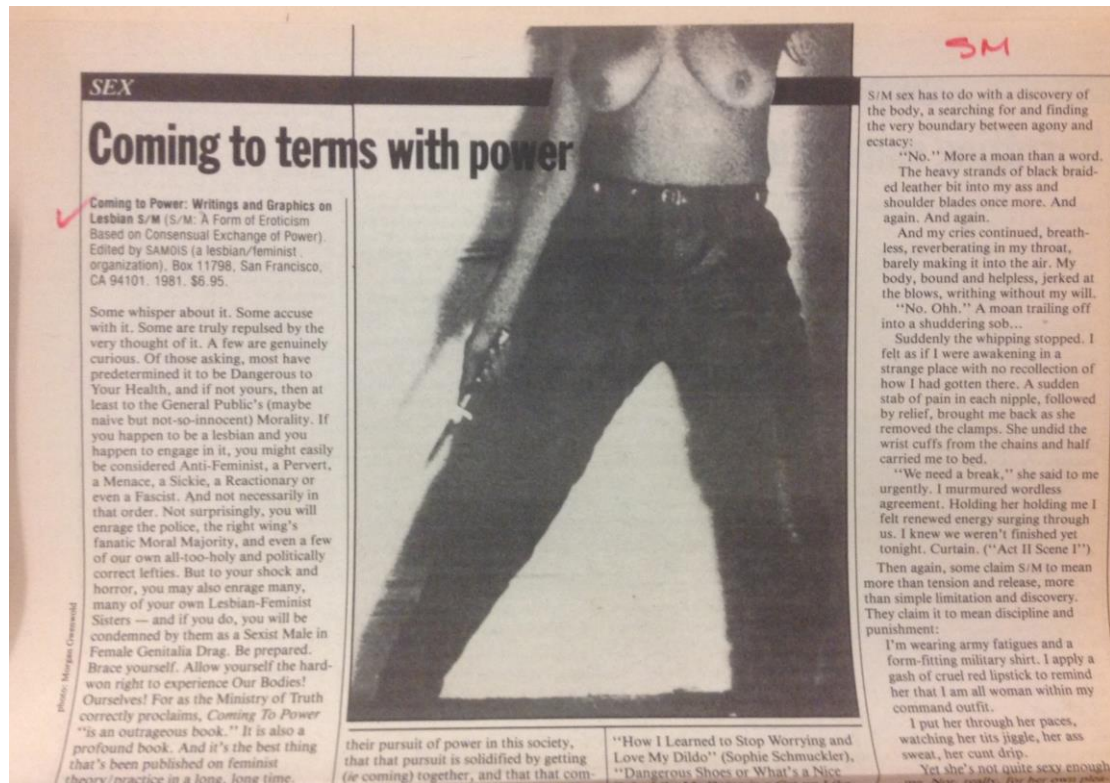 SM
SEX
Coming to terms with power
Coming to Power: Writings and Graphics on
Lesbian S/M (S/M: A Form of Eroticism
Based on Consensual Exchange of Power).
Edited by SAMOIS (a lesbian/feminist
organization), Box 11798, San Francisco,
CA 94101. 1981. $6.95.
Some whisper about it. Some accuse
with it. Some are truly repulsed by the
very thought of it. A few are genuinely
curious. Of those asking, most have
predetermined it to be Dangerous to
Your Health, and if not yours, then at
least to the General Public's (maybe
naive but not-so-innocent) Morality. If
you happen to be a lesbian and you
happen to engage in it, you might easily
be considered Anti-Feminist, a Pervert,
a Menace, a Sickie, a Reactionary or
even a Fascist. And not necessarily in
that order. Not surprisingly, you will
enrage the police, the right wing's
fanatic Moral Majority, and even a few
of our own all-too-holy and politically
correct lefties. But to your shock and
horror, you may also enrage many,
many of your own Lesbian-Feminist
Sisters — and if you do, you will be
condemned by them as a Sexist Male in
Female Genitalia Drag. Be prepared.
Brace yourself. Allow yourself the hard-
won right to experience Our Bodies!
Ourselves! For as the Ministry of Truth
correctly proclaims, Coming To Power
"is an outrageous book." It is also a
profound book. And it's the best thing
that's been published on feminist
theory/practice in a long, long time.
photo: Morgan Gwenwald
their pursuit of power in this society,
that that pursuit is solidified by getting
(ie coming) together, and that that com-
"How I Learned to Stop Worrying and
Love My Dildo" (Sophie Schmuckler),
"Dangerous Shoes or What's a Nice
S/M sex has to do with a discovery of
the body, a searching for and finding
the very boundary between agony and
ecstacy:
"No." More a moan than a word.
The heavy strands of black braid-
ed leather bit into my ass and
shoulder blades once more. And
again. And again.
And my cries continued, breath-
less, reverberating in my throat,
barely making it into the air. My
body, bound and helpless, jerked at
the blows, writhing without my will.
"No. Ohh." A moan trailing off
into a shuddering sob...
Suddenly the whipping stopped. I
felt as if I were awakening in a
strange place with no recollection of
how I had gotten there. A sudden
stab of pain in each nipple, followed
by relief, brought me back as she
removed the clamps. She undid the
wrist cuffs from the chains and half
carried me to bed.
"We need a break," she said to me
urgently. I murmured wordless
agreement. Holding her holding me I
felt renewed energy surging through
us. I knew we weren't finished yet
tonight. Curtain. ("Act II Scene I")
Then again, some claim S/M to mean
more than tension and release, more
than simple limitation and discovery.
They claim it to mean discipline and
punishment:
I'm wearing army fatigues and a
form-fitting military shirt. I apply a
gash of cruel red lipstick to remind
her that I am all woman within my
command outfit.
I put her through her paces,
watching her tits jiggle, her ass
sweat, her cunt drip.
Yet she's not quite sexy enough